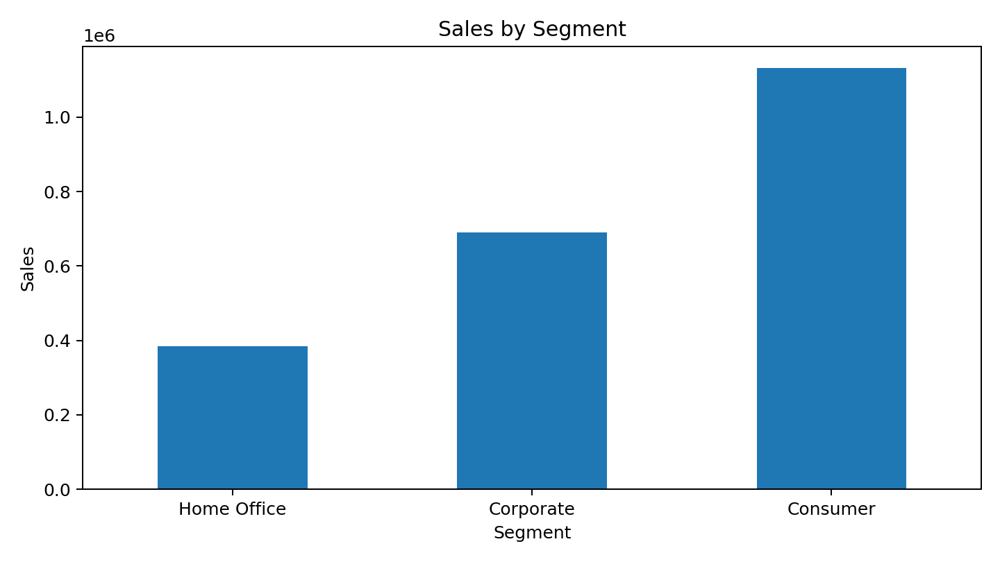 Sales by Segment
1e6
1.0
0.8
0.6
0.4
0.2
0.0
Sales
Home Office Corporate Consumer
Segment